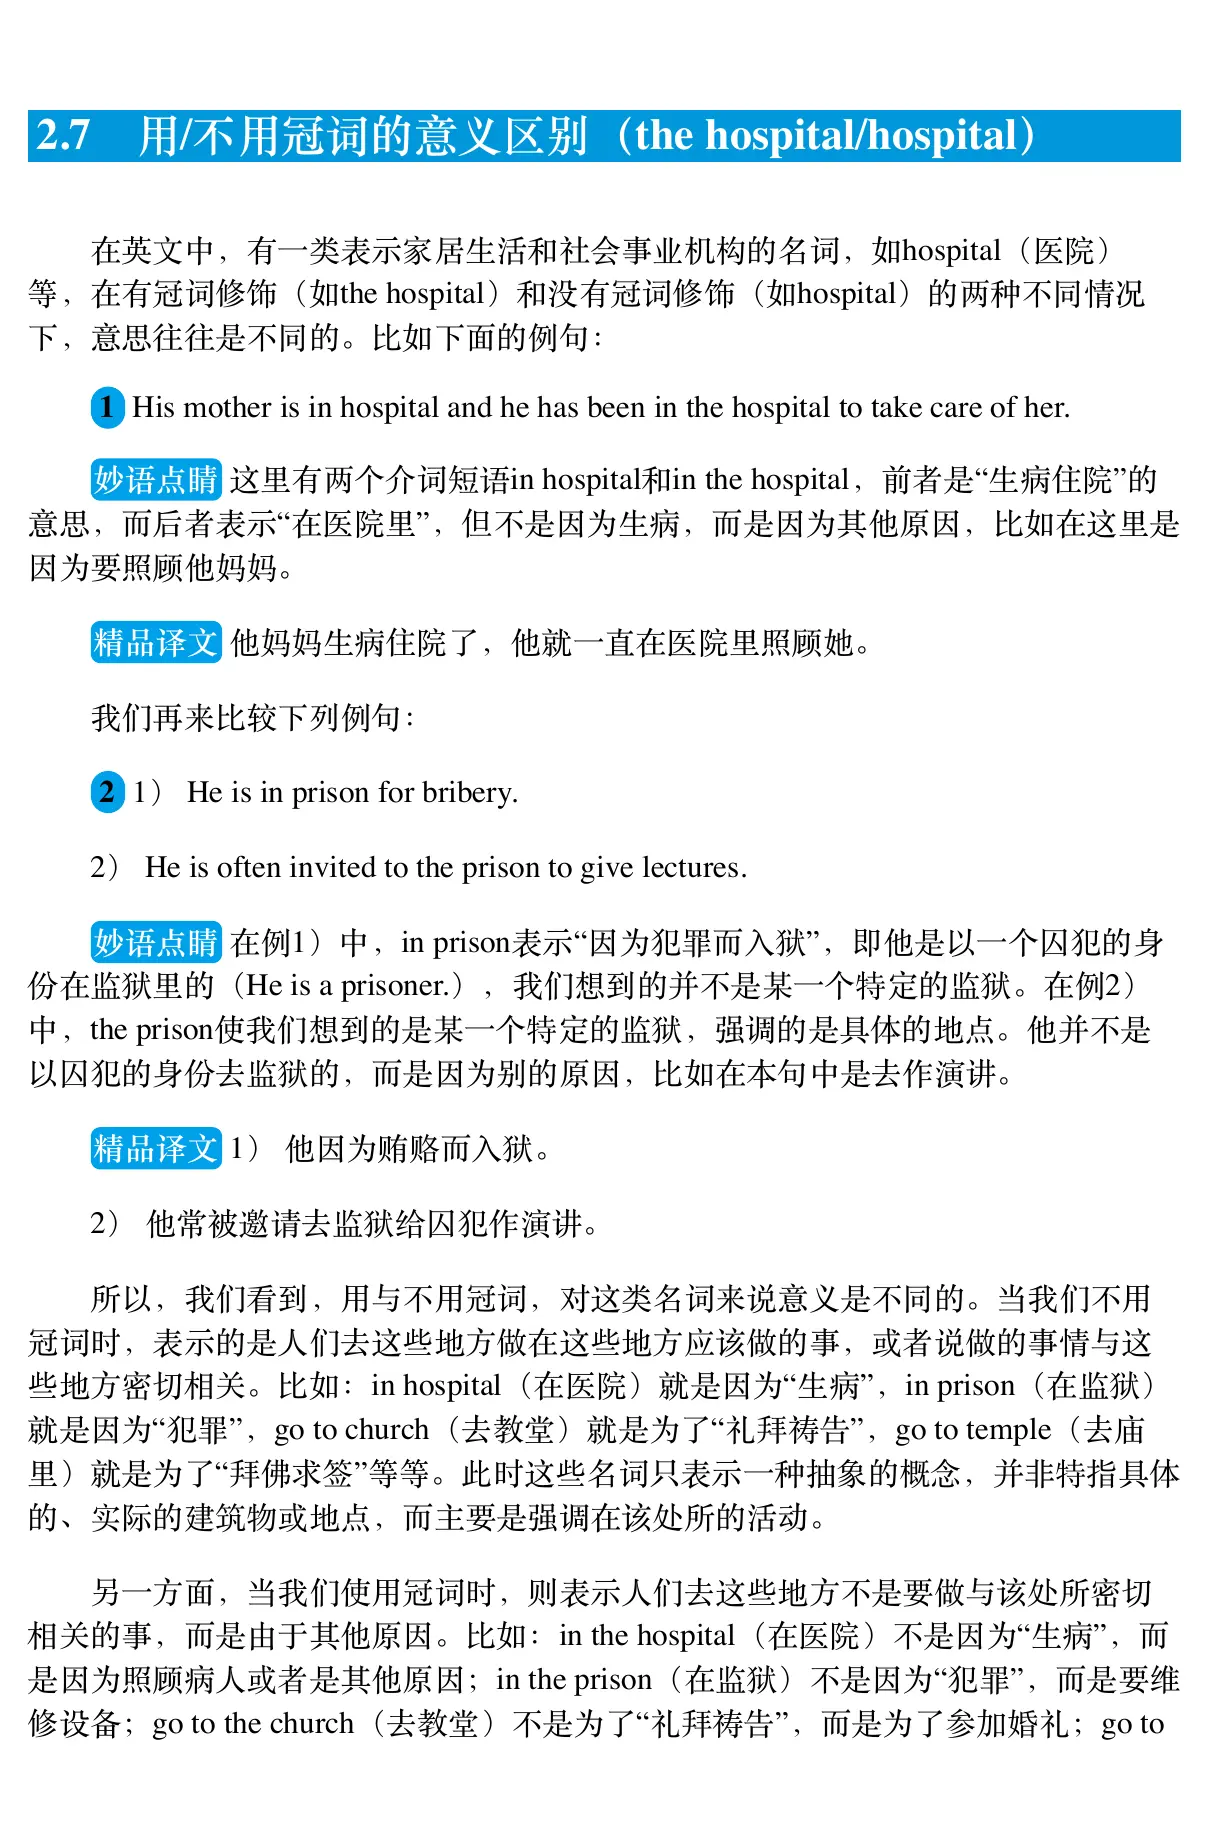 2.7 用/不用冠词的意义区别（the hospital/hospital）
在英文中，有一类表示家居生活和社会事业机构的名词，如hospital（医院）
等，在有冠词修饰（如the hospital）和没有冠词修饰（如hospital）的两种不同情况
下，意思往往是不同的。比如下面的例句：
1 His mother is in hospital and he has been in the hospital to take care of her.
妙语点睛 这里有两个介词短语in hospital和in the hospital，前者是“生病住院”的
意思，而后者表示“在医院里”，但不是因为生病，而是因为其他原因，比如在这里是
因为要照顾他妈妈。
精品译文 他妈妈生病住院了，他就一直在医院里照顾她。
我们再来比较下列例句：
2 1） He is in prison for bribery.
2） He is often invited to the prison to give lectures.
妙语点睛 在例1）中，in prison表示“因为犯罪而入狱”，即他是以一个囚犯的身
份在监狱里的（He is a prisoner.），我们想到的并不是某一个特定的监狱。在例2）
中，the prison使我们想到的是某一个特定的监狱，强调的是具体的地点。他并不是
以囚犯的身份去监狱的，而是因为别的原因，比如在本句中是去作演讲。
精品译文 1） 他因为贿赂而入狱。
2） 他常被邀请去监狱给囚犯作演讲。
所以，我们看到，用与不用冠词，对这类名词来说意义是不同的。当我们不用
冠词时，表示的是人们去这些地方做在这些地方应该做的事，或者说做的事情与这
些地方密切相关。比如：in hospital（在医院）就是因为“生病”，in prison（在监狱）
就是因为“犯罪”，go to church（去教堂）就是为了“礼拜祷告”，go to temple（去庙
里）就是为了“拜佛求签”等等。此时这些名词只表示一种抽象的概念，并非特指具体
的、实际的建筑物或地点，而主要是强调在该处所的活动。
另一方面，当我们使用冠词时，则表示人们去这些地方不是要做与该处所密切
相关的事，而是由于其他原因。比如：in the hospital（在医院）不是因为“生病”，而
是因为照顾病人或者是其他原因；in the prison（在监狱）不是因为“犯罪”，而是要维
修设备；go to the church（去教堂）不是为了“礼拜祷告”，而是为了参加婚礼；go to